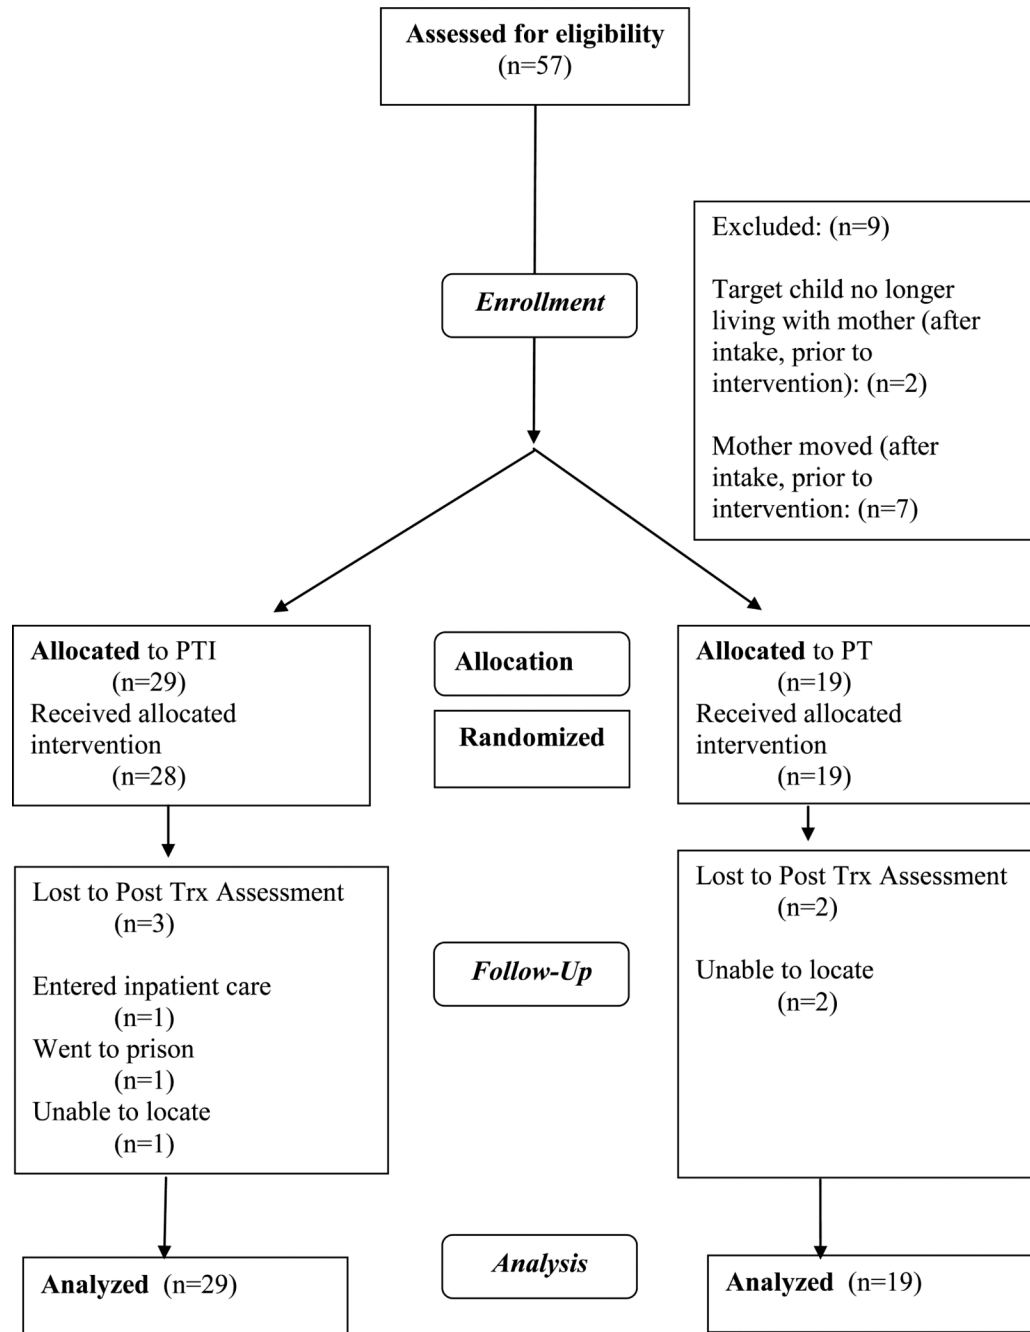 Assessed for eligibility
(n=57)
Excluded: (n=9)
Target child no longer
living with mother (after
intake, prior to
intervention): (n=2)
Mother moved (after
intake, prior to
intervention: (n=7)
Enrollment
Allocated to PTI
(n=29)
Received allocated
intervention
(n=28)
Allocation
Randomized
Allocated to PT
(n=19)
Received allocated
intervention
(n=19)
Lost to Post Trx Assessment
(n=3)
Entered inpatient care
(n=1)
Went to prison
(n=1)
Unable to locate
(n=1)
Follow-Up
Lost to Post Trx Assessment
(n=2)
Unable to locate
(n=2)
Analyzed (n=29)
Analysis
Analyzed (n=19)